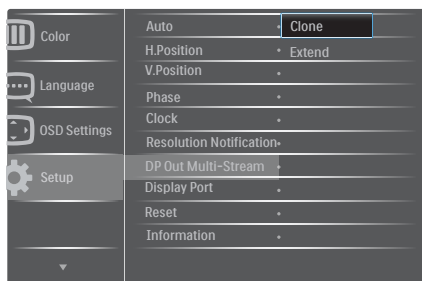 Color
Language
OSD Settings
Setup
Auto
H.Position
V.Position
Phase
Clock
Resolution Notification
DP Out Multi-Stream
Display Port
Reset
Information
Clone
Extend